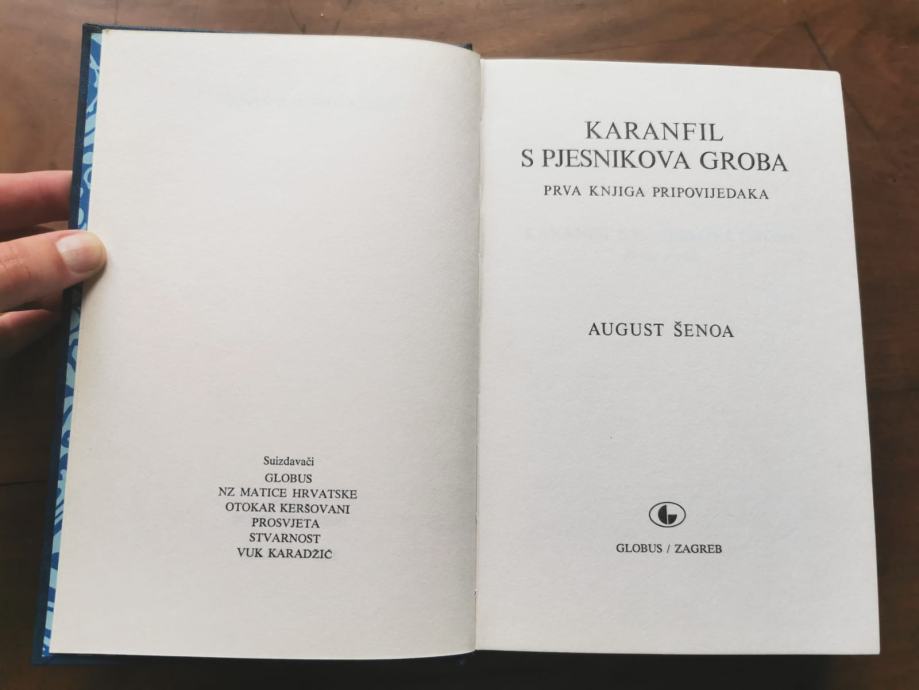 Suizdavači
GLOBUS
NZ MATICE HRVATSKE
OTOKAR KERŠOVANI
PROSVJETA
STVARNOST
VUK KARADŽIĆ
KARANFIL
S PJESNIKOVA GROBA
PRVA KNJIGA PRIPOVIJEDAKA
AUGUST ŠENOA
GLOBUS / ZAGREB